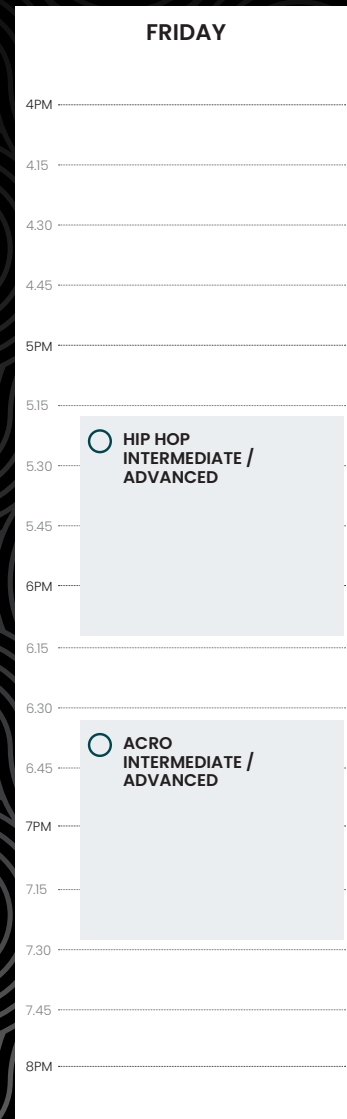 FRIDAY
4PM
4.15
4.30
4.45
5PM
5.15
HIP HOP
INTERMEDIATE /
ADVANCED
5.30
5.45
6PM
6.15
6.30
ACRO
INTERMEDIATE /
ADVANCED
6.45
7PM
7.15
7.30
7.45
8PM